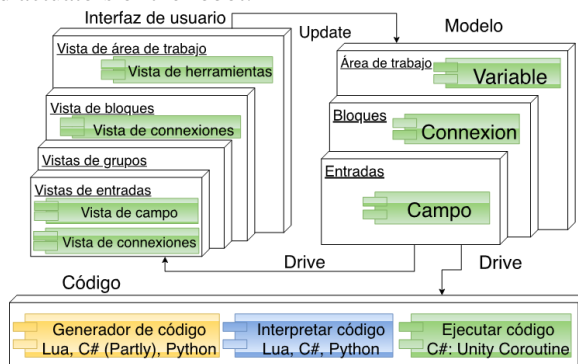 Interfaz de usuario
Update
Modelo
Vista de área de trabajo
Vista de herramientas
Vista de bloques
Vista de connexiones
Vistas de grupos
Vistas de entradas
Vista de campo
Vista de connexiones
Área de trabajo
Variable
Bloques
Connexion
Entradas
Campo
Drive
Drive
Código
Generador de código
Lua, C# (Partly), Python
Interpretar código
Lua, C#, Python
Ejecutar código
C#: Unity Coroutine